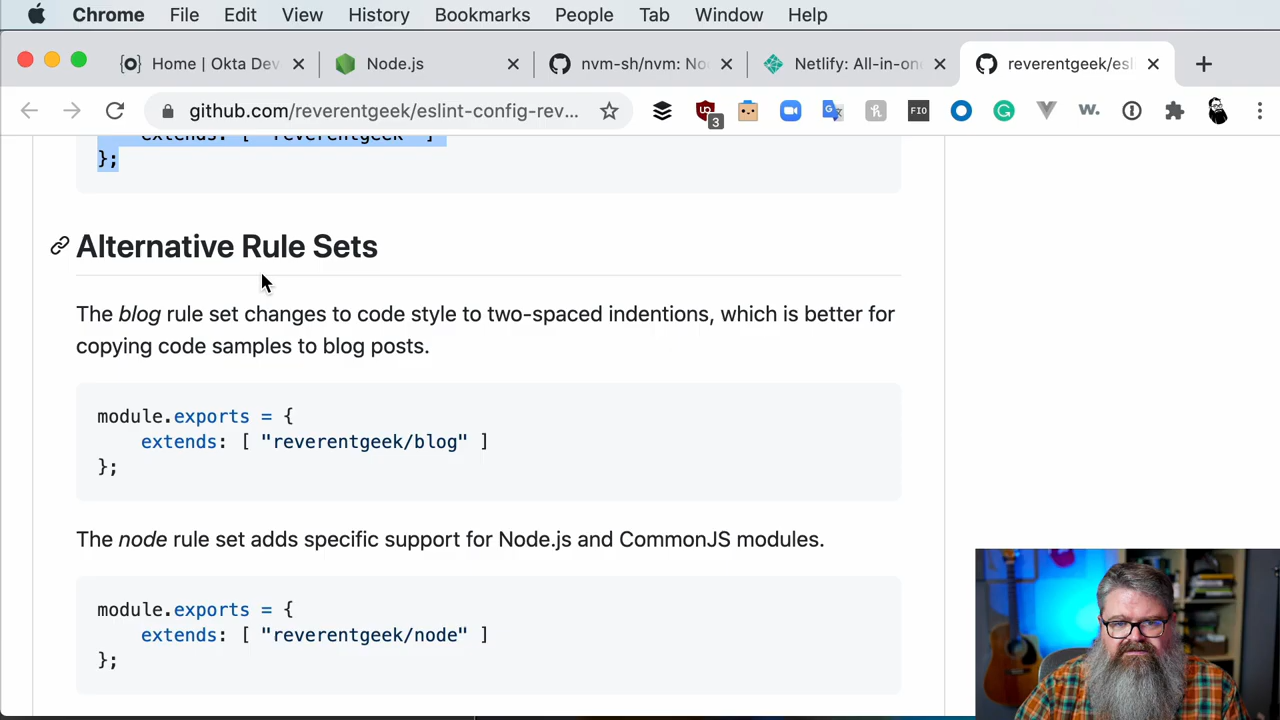 Chrome File Edit View History Bookmarks People Tab Window Help
Home | Okta Dev Node.js nvm-sh/nvm: No Netlify: All-in-on reverentgeek/esl
github.com/reverentgeek/eslint-config-rev...
3 FIO w.
extends: [ "reverentgeek" ]
};
Alternative Rule Sets
The blog rule set changes to code style to two-spaced indentions, which is better for
copying code samples to blog posts.
module.exports = {
extends: [ "reverentgeek/blog" ]
};
The node rule set adds specific support for Node.js and CommonJS modules.
module.exports = {
extends: [ "reverentgeek/node" ]
};